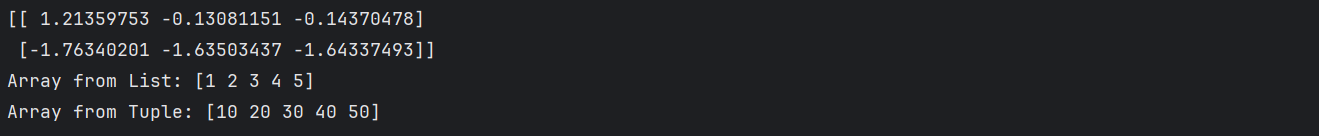 [[ 1.21359753 -0.13081151 -0.14370478]
 [-1.76340201 -1.63503437 -1.64337493]]
Array from List: [1 2 3 4 5]
Array from Tuple: [10 20 30 40 50]